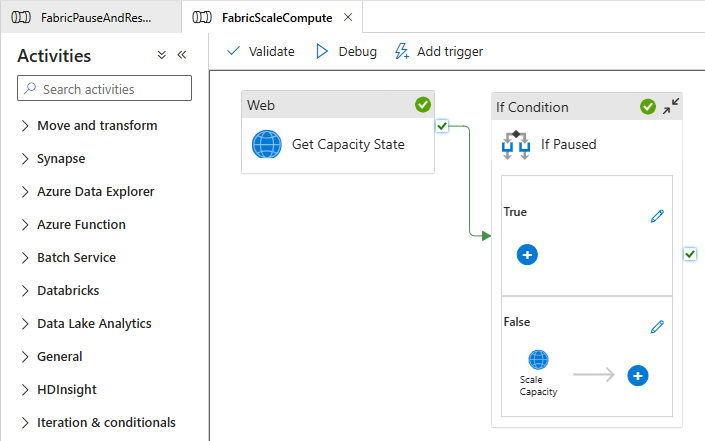 FabricPauseAndRes...
FabricScaleCompute
Activities
Search activities
Move and transform
Synapse
Azure Data Explorer
Azure Function
Batch Service
Databricks
Data Lake Analytics
General
HDInsight
Iteration & conditionals
Validate
Debug
Add trigger
Web
Get Capacity State
If Condition
If Paused
True
False
Scale
Capacity